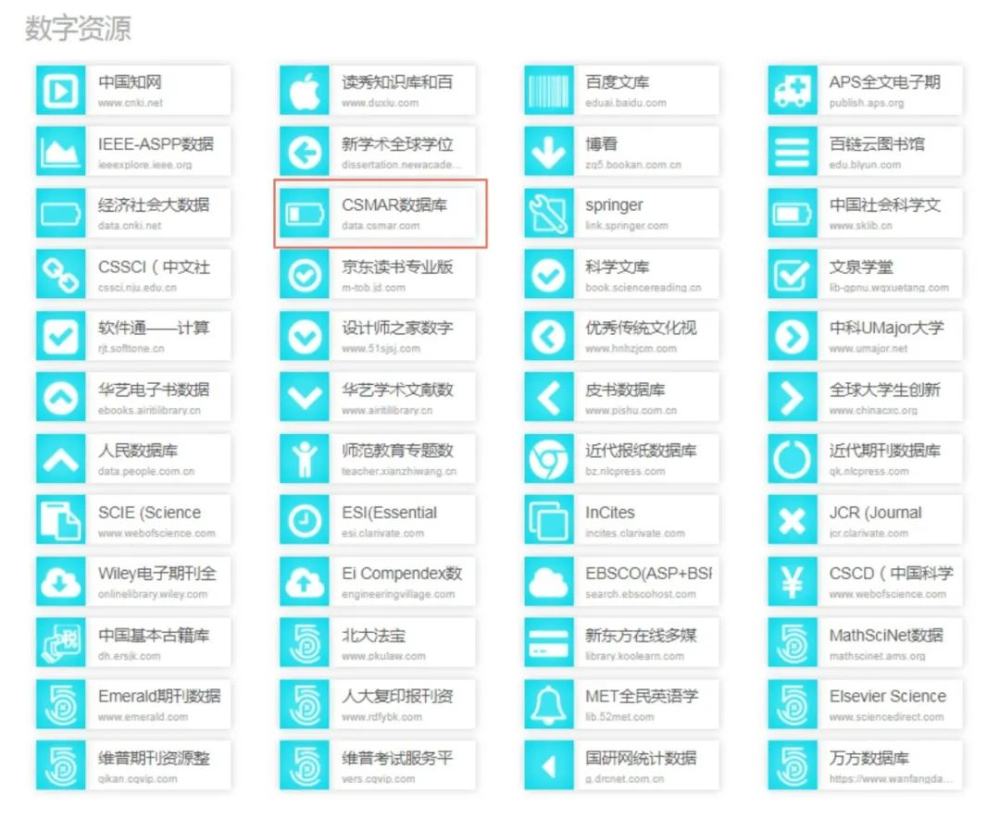 数字资源
中国知网
www.cnki.net
读秀知识库和百
www.duxiu.com
百度文库
eduai.baidu.com
APS全文电子期
publish.aps.org
IEEE-ASPP数据
ieeexplore.ieee.org
新学术全球学位
dissertation.newacade...
博看
zq5.bookan.com.cn
百链云图书馆
edu.blyun.com
经济社会大数据
data.cnki.net
CSMAR数据库
data.csmar.com
springer
link.springer.com
中国社会科学文
www.sklib.cn
CSSCI（中文社
cssci.nju.edu.cn
京东读书专业版
m-tob.jd.com
科学文库
book.sciencereading.cn
文泉学堂
lib-gpnu.wqxuetang.com
软件通——计算
rjt.softtone.cn
设计师之家数字
www.51sjsj.com
优秀传统文化视
www.hnhzjcm.com
中科UMajor大学
www.umajor.net
华艺电子书数据
ebooks.airitilibrary.cn
华艺学术文献数
www.airitilibrary.cn
皮书数据库
www.pishu.com.cn
全球大学生创新
www.chinacxc.org
人民数据库
data.people.com.cn
师范教育专题数
teacher.xianzhiwang.cn
近代报纸数据库
bz.nlcpress.com
近代期刊数据库
qk.nlcpress.com
SCIE (Science
www.webofscience.com
ESI(Essential
esi.clarivate.com
InCites
incites.clarivate.com
JCR (Journal
jcr.clarivate.com
Wiley电子期刊全
onlinelibrary.wiley.com
Ei Compendex数
engineeringvillage.com
EBSCO(ASP+BSP
search.ebscohost.com
CSCD（中国科学
www.webofscience.com
中国基本古籍库
dh.ersjk.com
北大法宝
www.pkulaw.com
新东方在线多媒
library.koolearn.com
MathSciNet数据
mathscinet.ams.org
Emerald期刊数据
www.emerald.com
人大复印报刊资
www.rdfybk.com
MET全民英语学
lib.52met.com
Elsevier Science
www.sciencedirect.com
维普期刊资源整
qikan.cqvip.com
维普考试服务平
vers.cqvip.com
国研网统计数据
g.drcnet.com.cn
万方数据库
https://www.wanfangda...